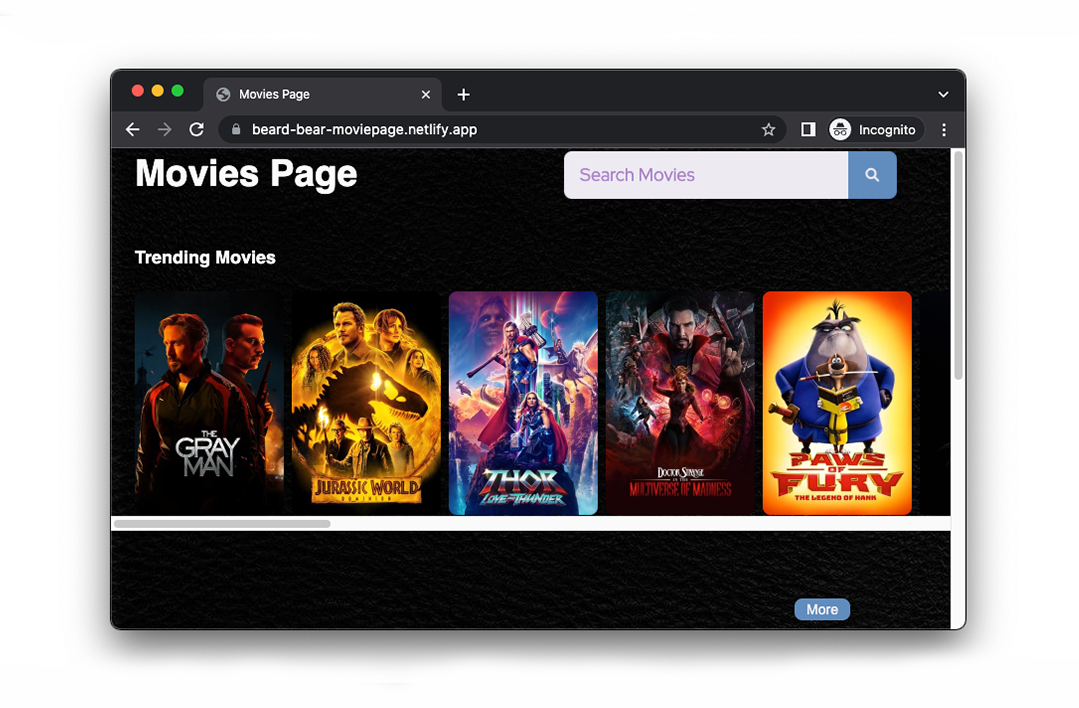 Movies Page
beard-bear-moviepage.netlify.app
Incognito
Movies Page
Search Movies
Trending Movies
THE
GRAY
MAN
JURASSIC WORLD
DOMINION
THOR
LOVE AND THUNDER
DOCTOR STRANGE
IN THE
MULTIVERSE OF MADNESS
PAWS
OF
FURY
THE LEGEND OF HANK
More